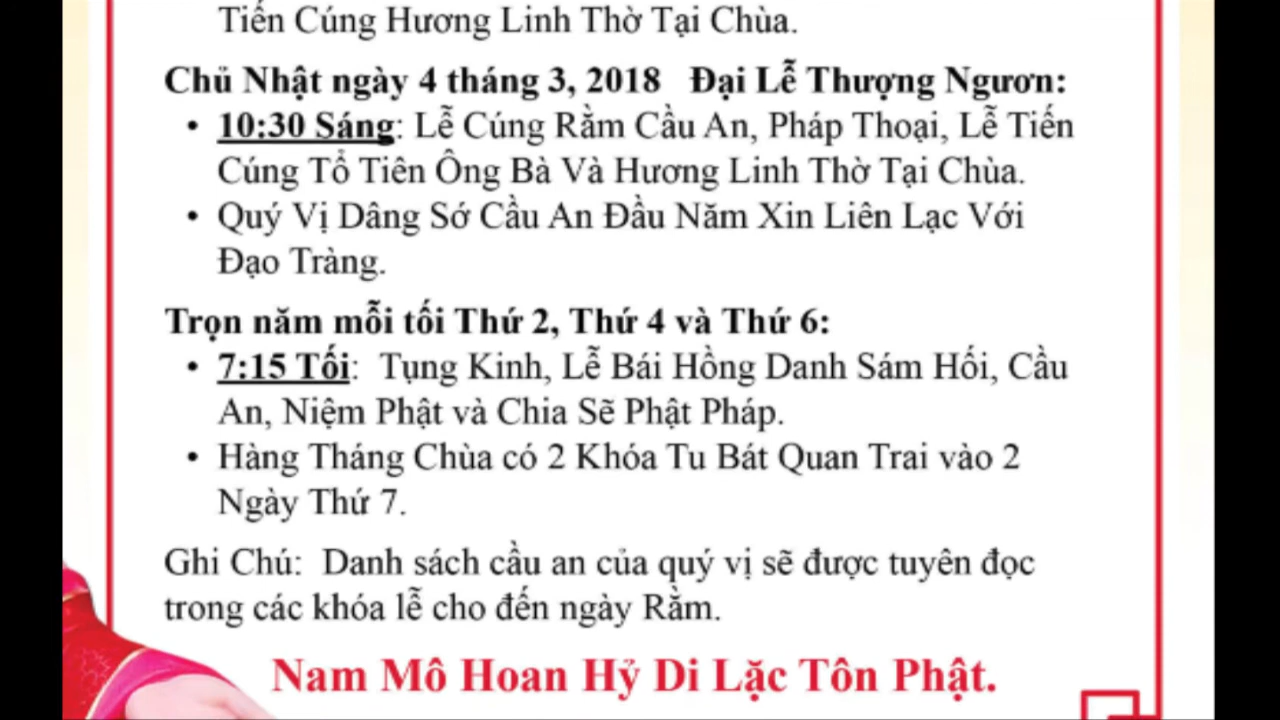 Tiến Cúng Hương Linh Thờ Tại Chùa.
Chủ Nhật ngày 4 tháng 3, 2018   Đại Lễ Thượng Ngươn:
• 10:30 Sáng: Lễ Cúng Rằm Cầu An, Pháp Thoại, Lễ Tiến
Cúng Tổ Tiên Ông Bà Và Hương Linh Thờ Tại Chùa.
• Quý Vị Dâng Sớ Cầu An Đầu Năm Xin Liên Lạc Với
Đạo Tràng.
Trọn năm mỗi tối Thứ 2, Thứ 4 và Thứ 6:
• 7:15 Tối:  Tụng Kinh, Lễ Bái Hồng Danh Sám Hối, Cầu
An, Niệm Phật và Chia Sẽ Phật Pháp.
• Hàng Tháng Chùa có 2 Khóa Tu Bát Quan Trai vào 2
Ngày Thứ 7.
Ghi Chú:  Danh sách cầu an của quý vị sẽ được tuyên đọc
trong các khóa lễ cho đến ngày Rằm.
Nam Mô Hoan Hỷ Di Lặc Tôn Phật.